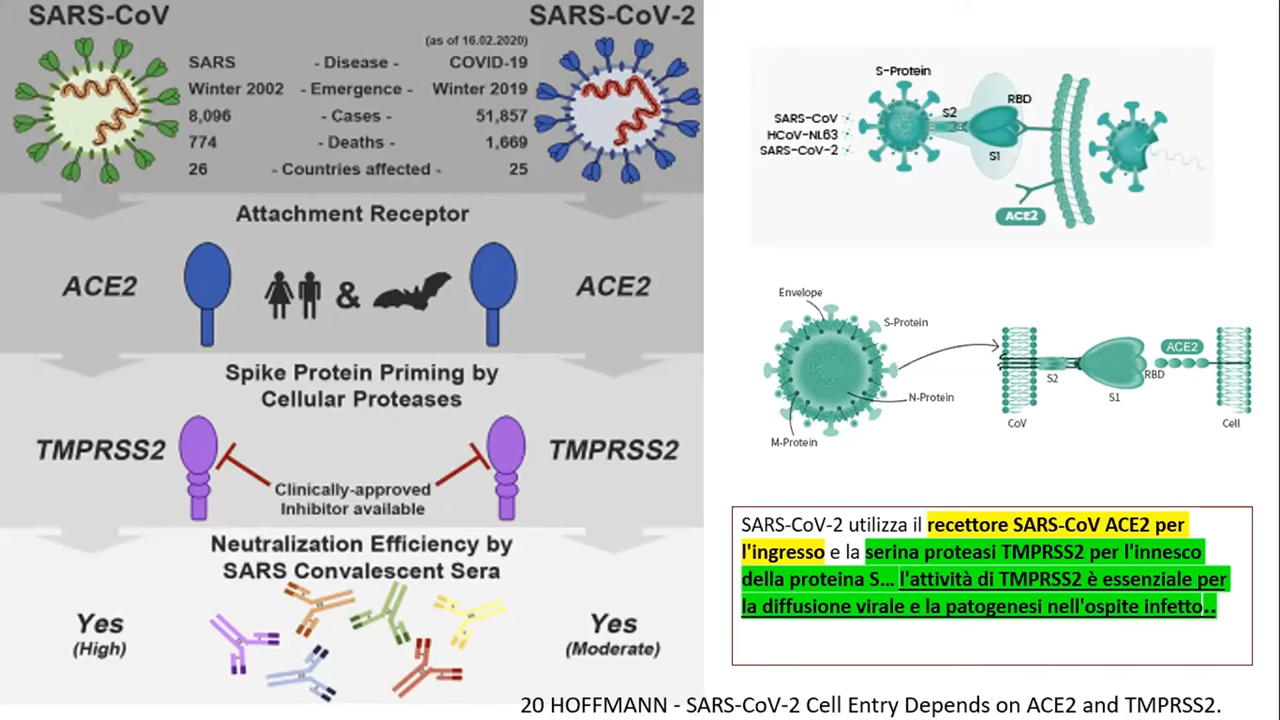 SARS-CoV
SARS-CoV-2
(as of 16.02.2020)
SARS - Disease - COVID-19
Winter 2002 - Emergence - Winter 2019
8,096 - Cases - 51,857
774 - Deaths - 1,669
26 - Countries affected - 25
Attachment Receptor
ACE2 & ACE2
Spike Protein Priming by
Cellular Proteases
TMPRSS2 TMPRSS2
Clinically-approved
Inhibitor available
Neutralization Efficiency by
SARS Convalescent Sera
Yes
(High)
Yes
(Moderate)
S-Protein
RBD
S2
SARS-CoV
HCoV-NL63
SARS-CoV-2
S1
ACE2
Envelope
S-Protein
N-Protein
M-Protein
ACE2
RBD
S2
S1
CoV
Cell
SARS-CoV-2 utilizza il recettore SARS-CoV ACE2 per
l'ingresso e la serina proteasi TMPRSS2 per l'innesco
della proteina S... l'attività di TMPRSS2 è essenziale per
la diffusione virale e la patogenesi nell'ospite infetto..
20 HOFFMANN - SARS-CoV-2 Cell Entry Depends on ACE2 and TMPRSS2.